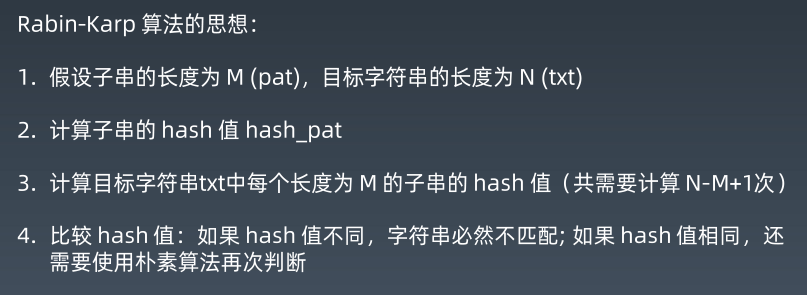 Rabin-Karp 算法的思想：
1. 假设子串的长度为 M (pat)，目标字符串的长度为 N (txt)
2. 计算子串的 hash 值 hash_pat
3. 计算目标字符串txt中每个长度为 M 的子串的 hash 值（共需要计算 N-M+1次）
4. 比较 hash 值：如果 hash 值不同，字符串必然不匹配; 如果 hash 值相同，还
需要使用朴素算法再次判断